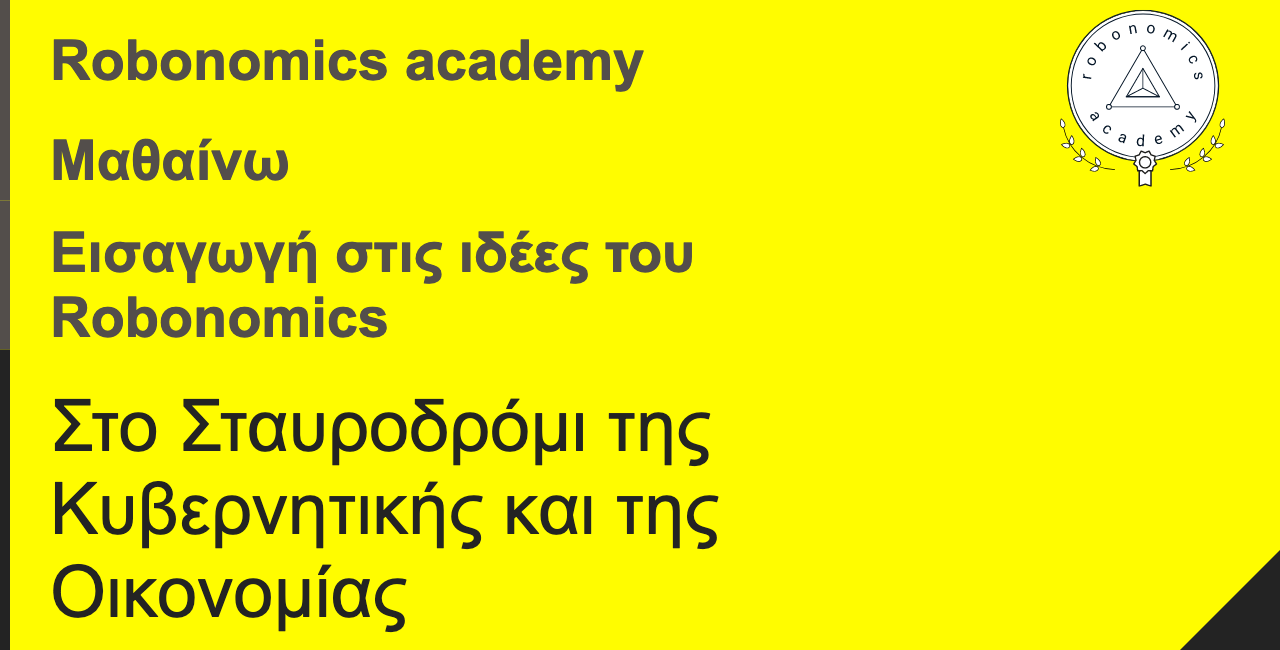 Robonomics academy
Μαθαίνω
Εισαγωγή στις ιδέες του
Robonomics
Στο Σταυροδρόμι της
Κυβερνητικής και της
Οικονομίας
robonomics
academy